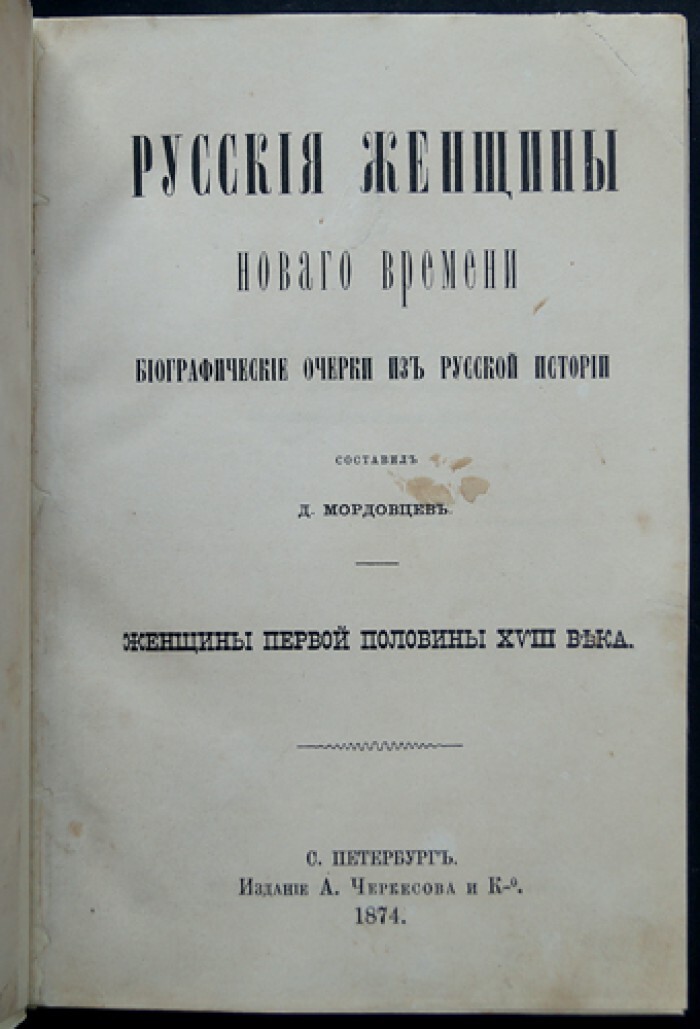 РУССКІЯ ЖЕНЩИНЫ
НОВАГО ВРЕМЕНИ
БІОГРАФИЧЕСКІЕ ОЧЕРКИ ИЗЪ РУССКОЙ ИСТОРІИ
СОСТАВИЛЪ
Д. МОРДОВЦЕВЪ.
ЖЕНЩИНЫ ПЕРВОЙ ПОЛОВИНЫ XVIII ВѢКА.
С. ПЕТЕРБУРГЪ.
Изданіе А. Черкесова и К-º.
1874.